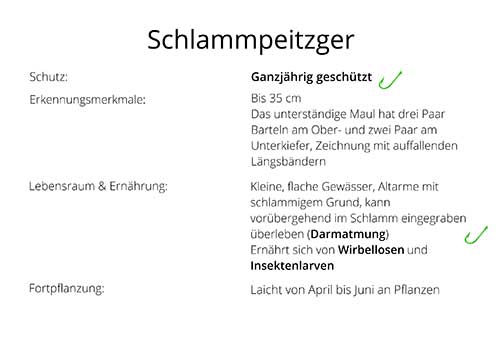 Schlammpeitzger
Schutz:
Ganzjährig geschützt
Erkennungsmerkmale:
Bis 35 cm
Das unterständige Maul hat drei Paar
Barteln am Ober- und zwei Paar am
Unterkiefer, Zeichnung mit auffallenden
Längsbändern
Lebensraum & Ernährung:
Kleine, flache Gewässer, Altarme mit
schlammigem Grund, kann
vorübergehend im Schlamm eingegraben
überleben (Darmatmung)
Ernährt sich von Wirbellosen und
Insektenlarven
Fortpflanzung:
Laicht von April bis Juni an Pflanzen